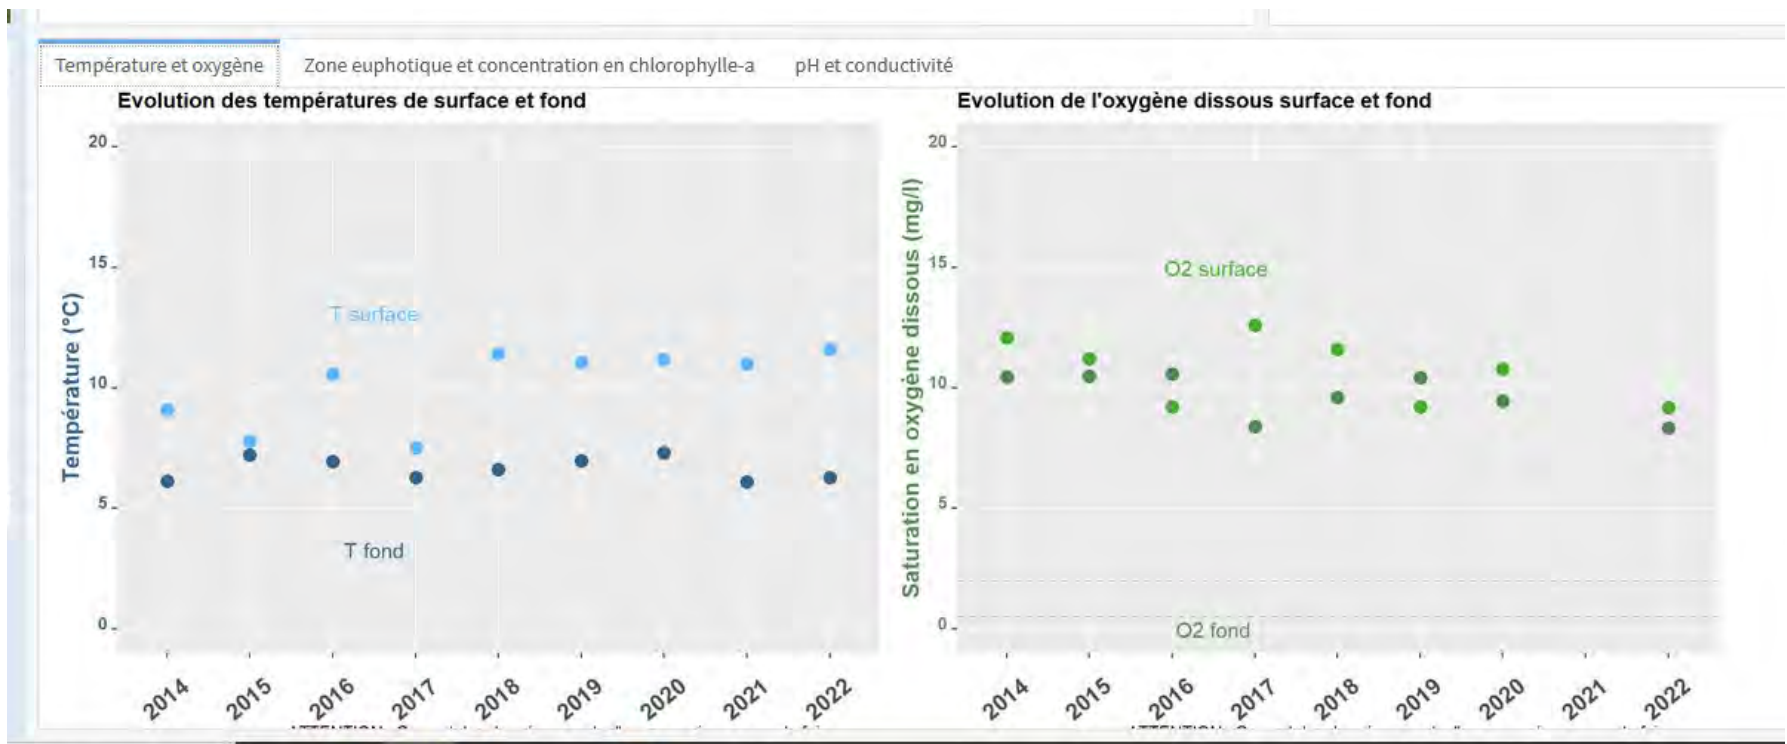 Température et oxygène
Zone euphotique et concentration en chlorophylle-a
pH et conductivité
Evolution des températures de surface et fond
Température (°C)
20
15
10
5
0
T surface
T fond
2014
2015
2016
2017
2018
2019
2020
2021
2022
Evolution de l'oxygène dissous surface et fond
Saturation en oxygène dissous (mg/l)
20
15
10
5
0
O2 surface
O2 fond
2014
2015
2016
2017
2018
2019
2020
2021
2022